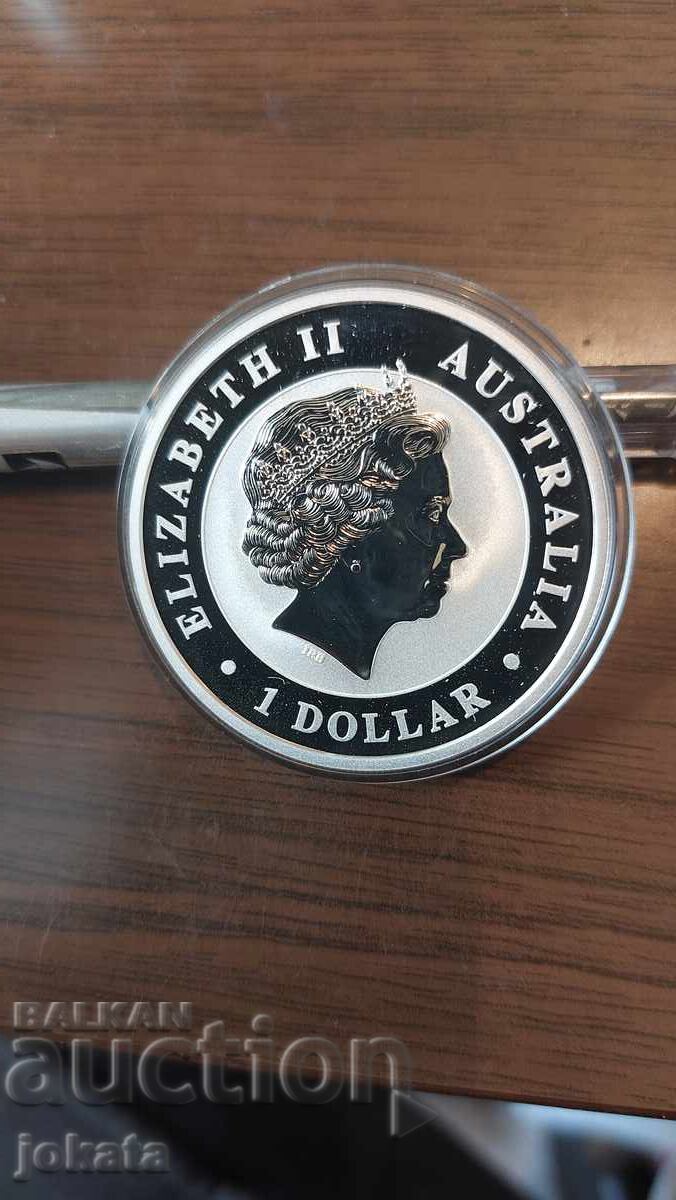 ELIZABETH II
AUSTRALIA
• 1 DOLLAR •
IRB
BALKAN
auction
jokata